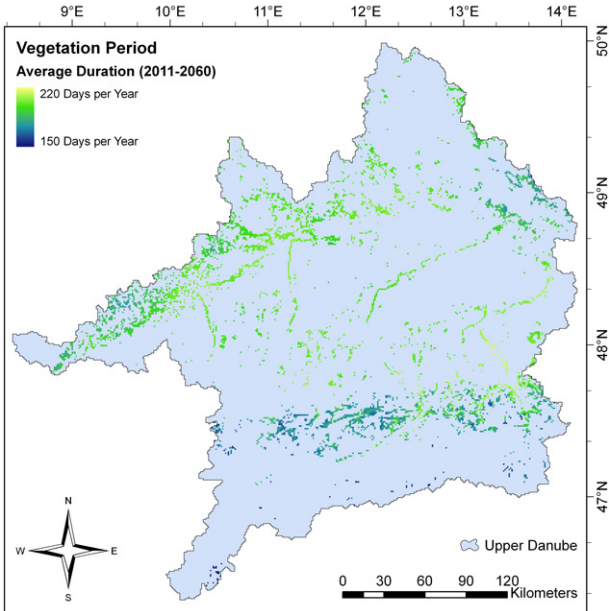 9°E 10°E 11°E 12°E 13°E 14°E
Vegetation Period
Average Duration (2011-2060)
220 Days per Year
150 Days per Year
50°N
49°N
48°N
47°N
N
W E
S
Upper Danube
0 30 60 90 120
Kilometers